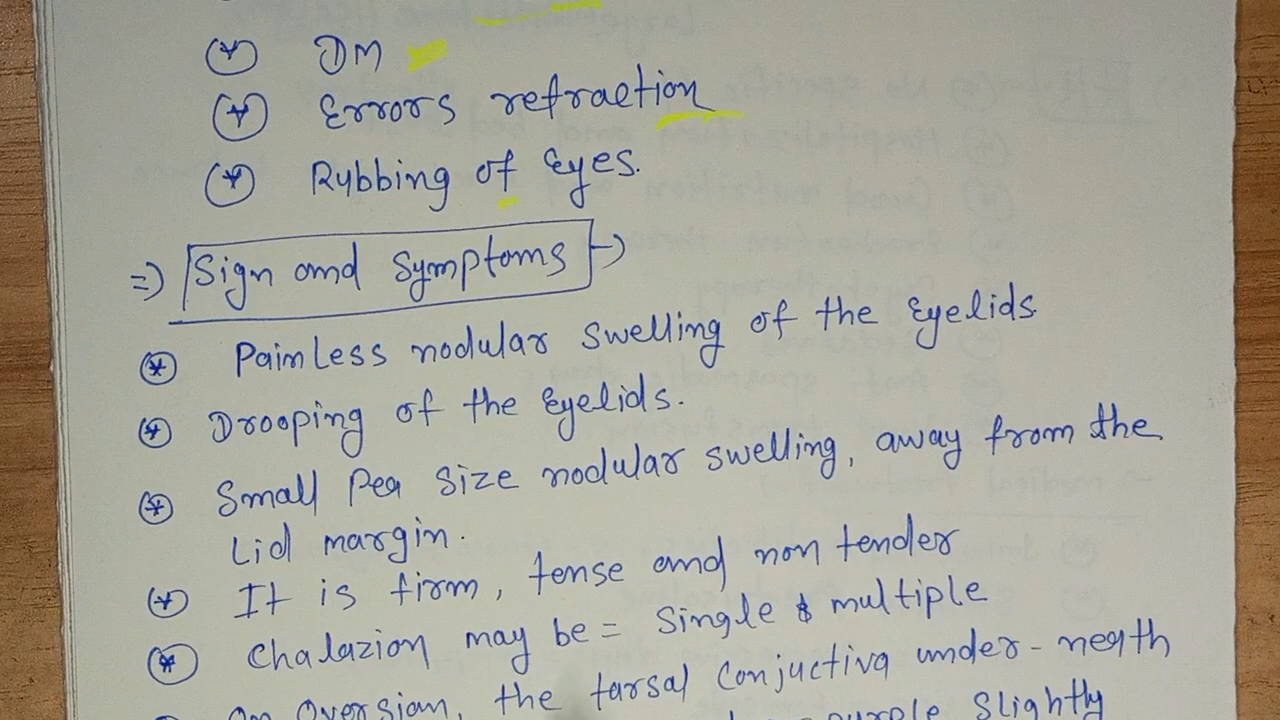 DM
Errors refraction
Rubbing of Eyes.
=) Sign and Symptoms -)
Painless nodular swelling of the Eyelids.
Drooping of the Eyelids.
Small Pea size nodular swelling, away from the
Lid margin.
It is firm, tense and non tender
Chalazion may be = Single & multiple
the tarsal Conjuctiva under-neath
purple slightly